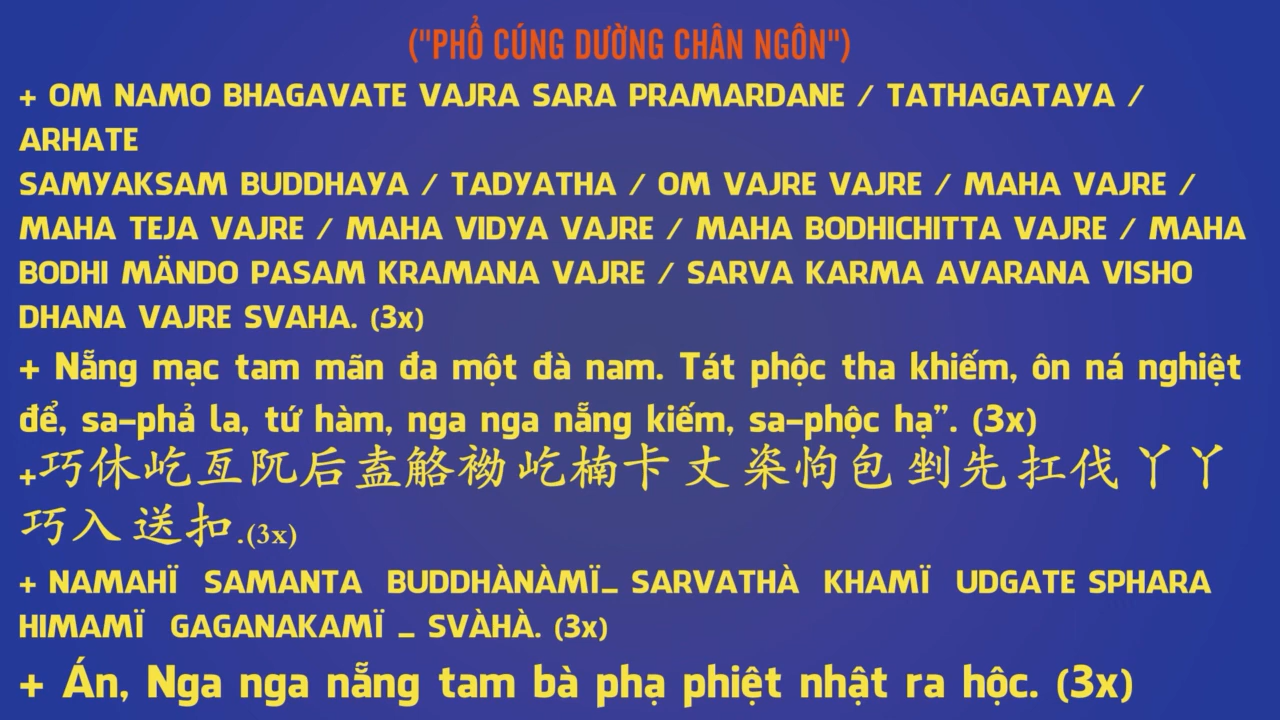 ("PHỔ CÚNG DƯỜNG CHÂN NGÔN")
+ OM NAMO BHAGAVATE VAJRA SARA PRAMARDANE / TATHAGATAYA /
ARHATE
SAMYAKSAM BUDDHAYA / TADYATHA / OM VAJRE VAJRE / MAHA VAJRE /
MAHA TEJA VAJRE / MAHA VIDYA VAJRE / MAHA BODHICHITTA VAJRE / MAHA
BODHI MÄNDO PASAM KRAMANA VAJRE / SARVA KARMA AVARANA VISHO
DHANA VAJRE SVAHA. (3x)
+ Nẵng mạc tam mãn đa một đà nam. Tát phộc tha khiếm, ôn ná nghiệt
để, sa-phả la, tứ hàm, nga nga nẵng kiếm, sa-phộc hạ”. (3x)
+巧休屹亙阢后盍觡袎屹楠卡丈 桼怐包 剉先扛伐丫丫
巧入送扣.(3x)
+ NAMAHÏ SAMANTA BUDDHÀNÀMÏ_ SARVATHÀ KHAMÏ UDGATE SPHARA
HIMAMÏ GAGANAKAMÏ _ SVÀHÀ. (3x)
+ Án, Nga nga nẵng tam bà phạ phiệt nhật ra hộc. (3x)